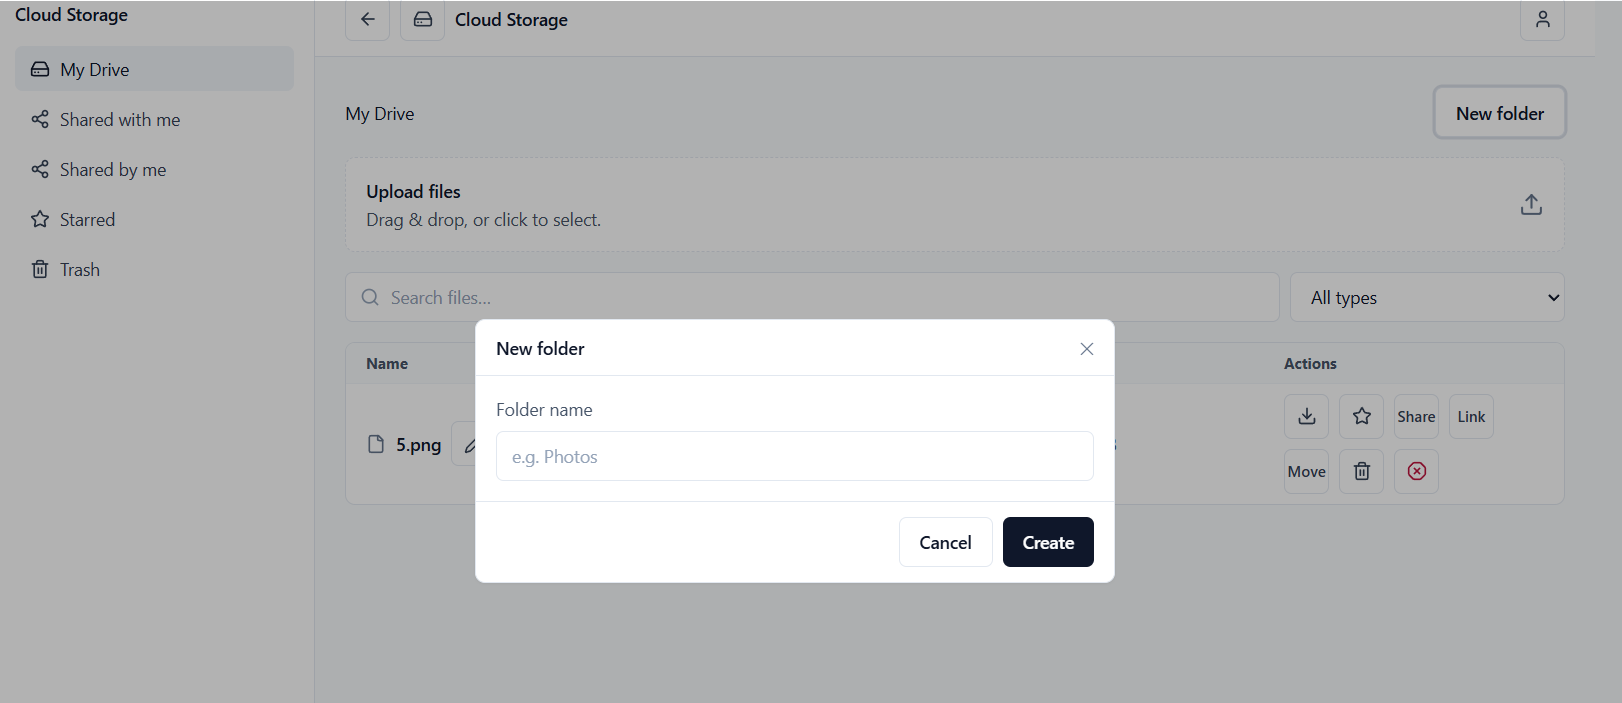 Cloud Storage
My Drive
Shared with me
Shared by me
Starred
Trash
Cloud Storage
My Drive
New folder
Upload files
Drag & drop, or click to select.
Search files...
All types
Name
Actions
5.png
Share
Link
Move
New folder
Folder name
e.g. Photos
Cancel
Create